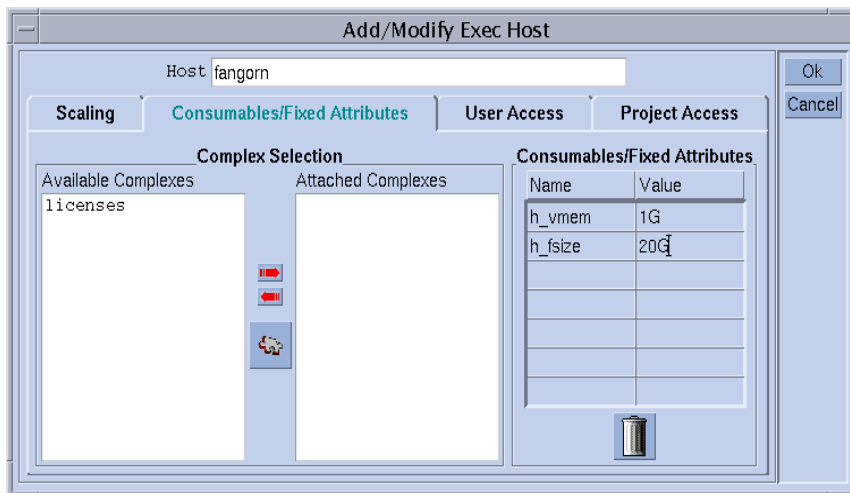 Add/Modify Exec Host
Host fangorn
Ok
Cancel
Scaling Consumables/Fixed Attributes User Access Project Access
Complex Selection
Available Complexes Attached Complexes
licenses
Consumables/Fixed Attributes
Name Value
h_vmem 1G
h_fsize 20G